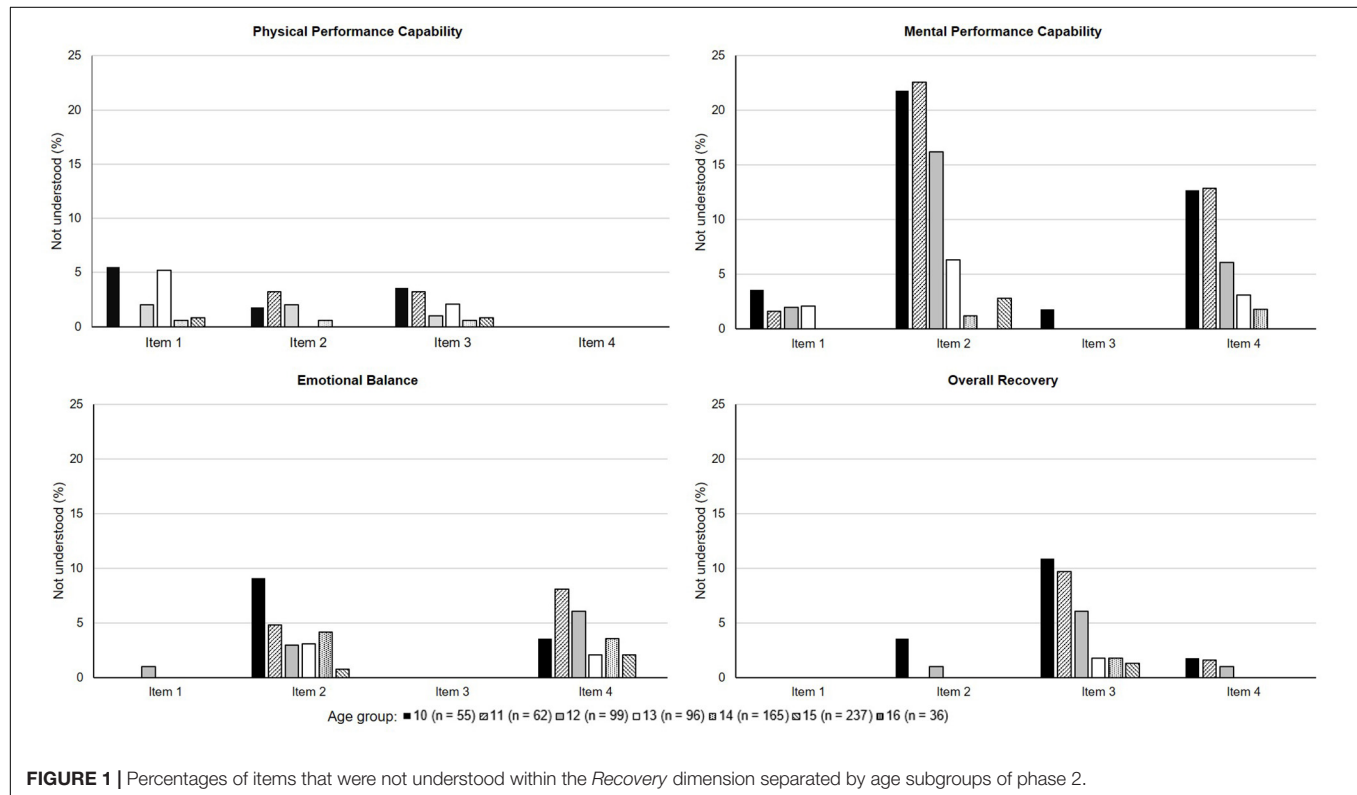 Physical Performance Capability
25
20
15
10
5
0
Not understood (%)
Item 1 Item 2 Item 3 Item 4
Mental Performance Capability
25
20
15
10
5
0
Not understood (%)
Item 1 Item 2 Item 3 Item 4
Emotional Balance
25
20
15
10
5
0
Not understood (%)
Item 1 Item 2 Item 3 Item 4
Overall Recovery
25
20
15
10
5
0
Not understood (%)
Item 1 Item 2 Item 3 Item 4
Age group: 10 (n = 55) 11 (n = 62) 12 (n = 99) 13 (n = 96) 14 (n = 165) 15 (n = 237) 16 (n = 36)
FIGURE 1 | Percentages of items that were not understood within the Recovery dimension separated by age subgroups of phase 2.